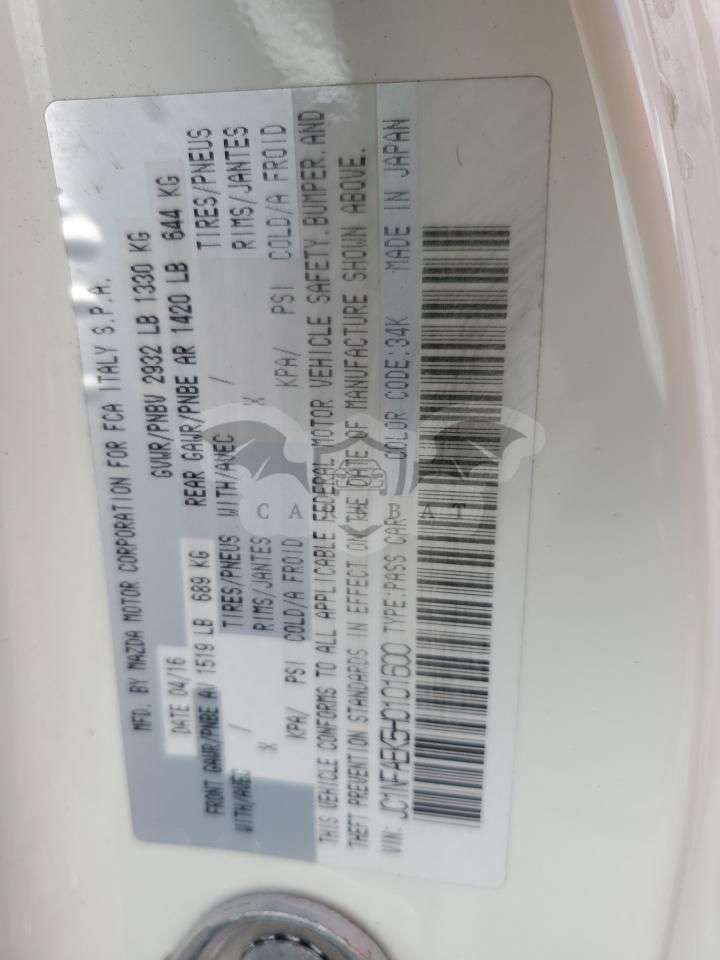 MFD. BY MAZDA MOTOR CORPORATION FOR FCA ITALY S.P.A.
DATE 04/16 GVWR/PNBV 2932 LB 1330 KG
FRONT GAWR/PNBE AV 1519 LB 689 KG REAR GAWR/PNBE AR 1420 LB 644 KG
WITH/AVEC / TIRES/PNEUS WITH/AVEC / TIRES/PNEUS
X RIMS/JANTES X RIMS/JANTES
KPA/ PSI COLD/A FROID KPA/ PSI COLD/A FROID
THIS VEHICLE CONFORMS TO ALL APPLICABLE FEDERAL MOTOR VEHICLE SAFETY, BUMPER, AND
THEFT PREVENTION STANDARDS IN EFFECT ON THE DATE OF MANUFACTURE SHOWN ABOVE.
VIN: JC1NFAEK5H0101600 TYPE:PASS CAR COLOR CODE:34K MADE IN JAPAN
CARSBAT